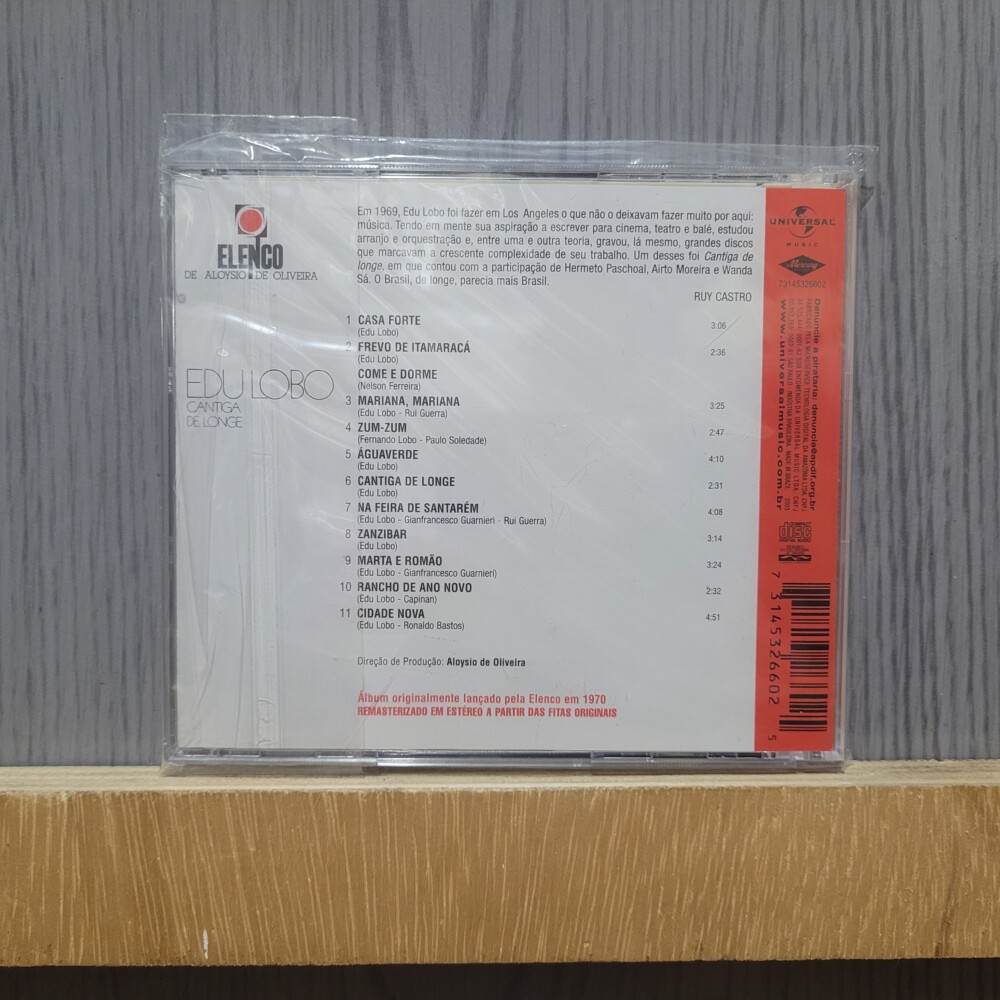 ELENCO
DE ALOYSIO DE OLIVEIRA
EDU LOBO
CANTIGA
DE LONGE
Em 1969, Edu Lobo foi fazer em Los Angeles o que não o deixavam fazer muito por aqui:
música. Tendo em mente sua aspiração a escrever para cinema, teatro e balé, estudou
arranjo e orquestração e, entre uma e outra teoria, gravou, lá mesmo, grandes discos
que marcavam a crescente complexidade de seu trabalho. Um desses foi Cantiga de
longe, em que contou com a participação de Hermeto Paschoal, Airto Moreira e Wanda
Sá. O Brasil, de longe, parecia mais Brasil.
RUY CASTRO
1 CASA FORTE 3:06
(Edu Lobo)
2 FREVO DE ITAMARACÁ 2:36
(Edu Lobo)
COME E DORME
(Nelson Ferreira)
3 MARIANA, MARIANA 3:25
(Edu Lobo - Rui Guerra)
4 ZUM-ZUM 2:47
(Fernando Lobo - Paulo Soledade)
5 ÁGUAVERDE 4:10
(Edu Lobo)
6 CANTIGA DE LONGE 2:31
(Edu Lobo)
7 NA FEIRA DE SANTARÉM 4:08
(Edu Lobo - Gianfrancesco Guarnieri - Rui Guerra)
8 ZANZIBAR 3:14
(Edu Lobo)
9 MARTA E ROMÃO 3:24
(Edu Lobo - Gianfrancesco Guarnieri)
10 RANCHO DE ANO NOVO 2:32
(Edu Lobo - Capinan)
11 CIDADE NOVA 4:51
(Edu Lobo - Ronaldo Bastos)
Direção de Produção: Aloysio de Oliveira
Álbum originalmente lançado pela Elenco em 1970
REMASTERIZADO EM ESTÉREO A PARTIR DAS FITAS ORIGINAIS
UNIVERSAL
MUSIC
Mercury
73145326602
Denuncie a pirataria: denuncia@apdif.org.br
www.universalmusic.com.br
COMPACT
disc
DIGITAL AUDIO
7 31453 26602 5